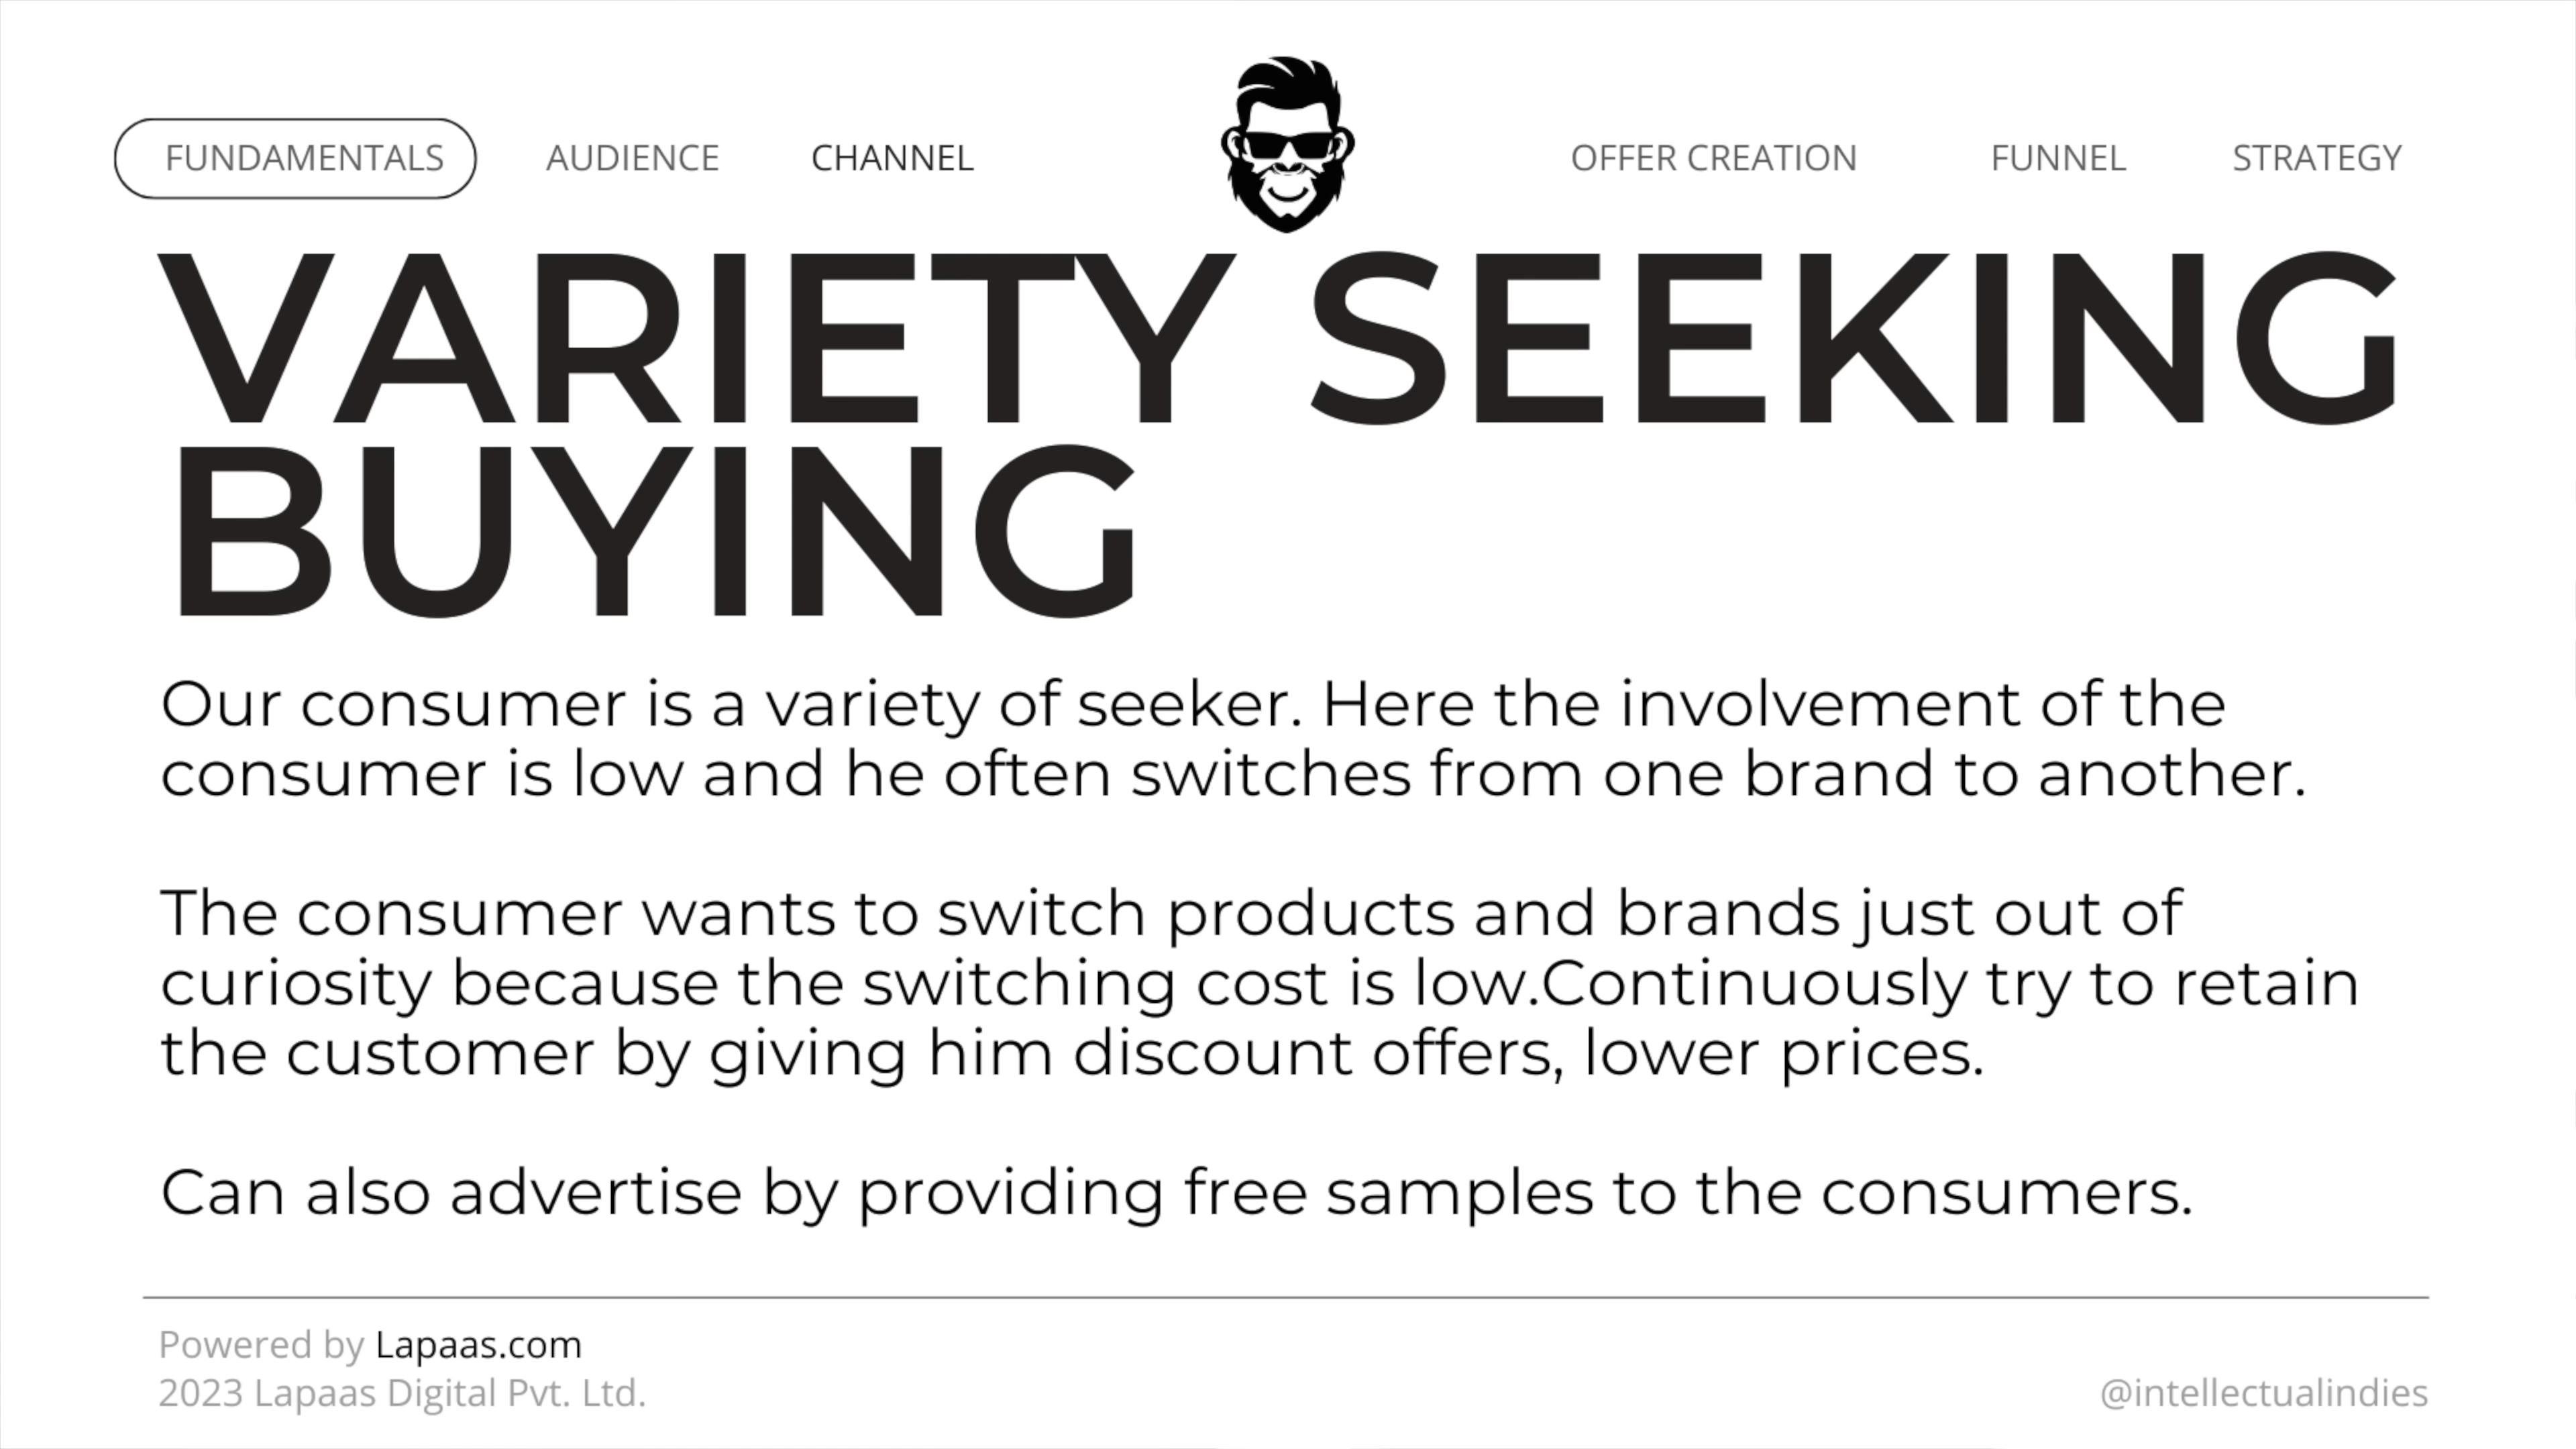 FUNDAMENTALS AUDIENCE CHANNEL OFFER CREATION FUNNEL STRATEGY
VARIETY SEEKING
BUYING
Our consumer is a variety of seeker. Here the involvement of the
consumer is low and he often switches from one brand to another.
The consumer wants to switch products and brands just out of
curiosity because the switching cost is low.Continuously try to retain
the customer by giving him discount offers, lower prices.
Can also advertise by providing free samples to the consumers.
Powered by Lapaas.com
2023 Lapaas Digital Pvt. Ltd.
@intellectualindies